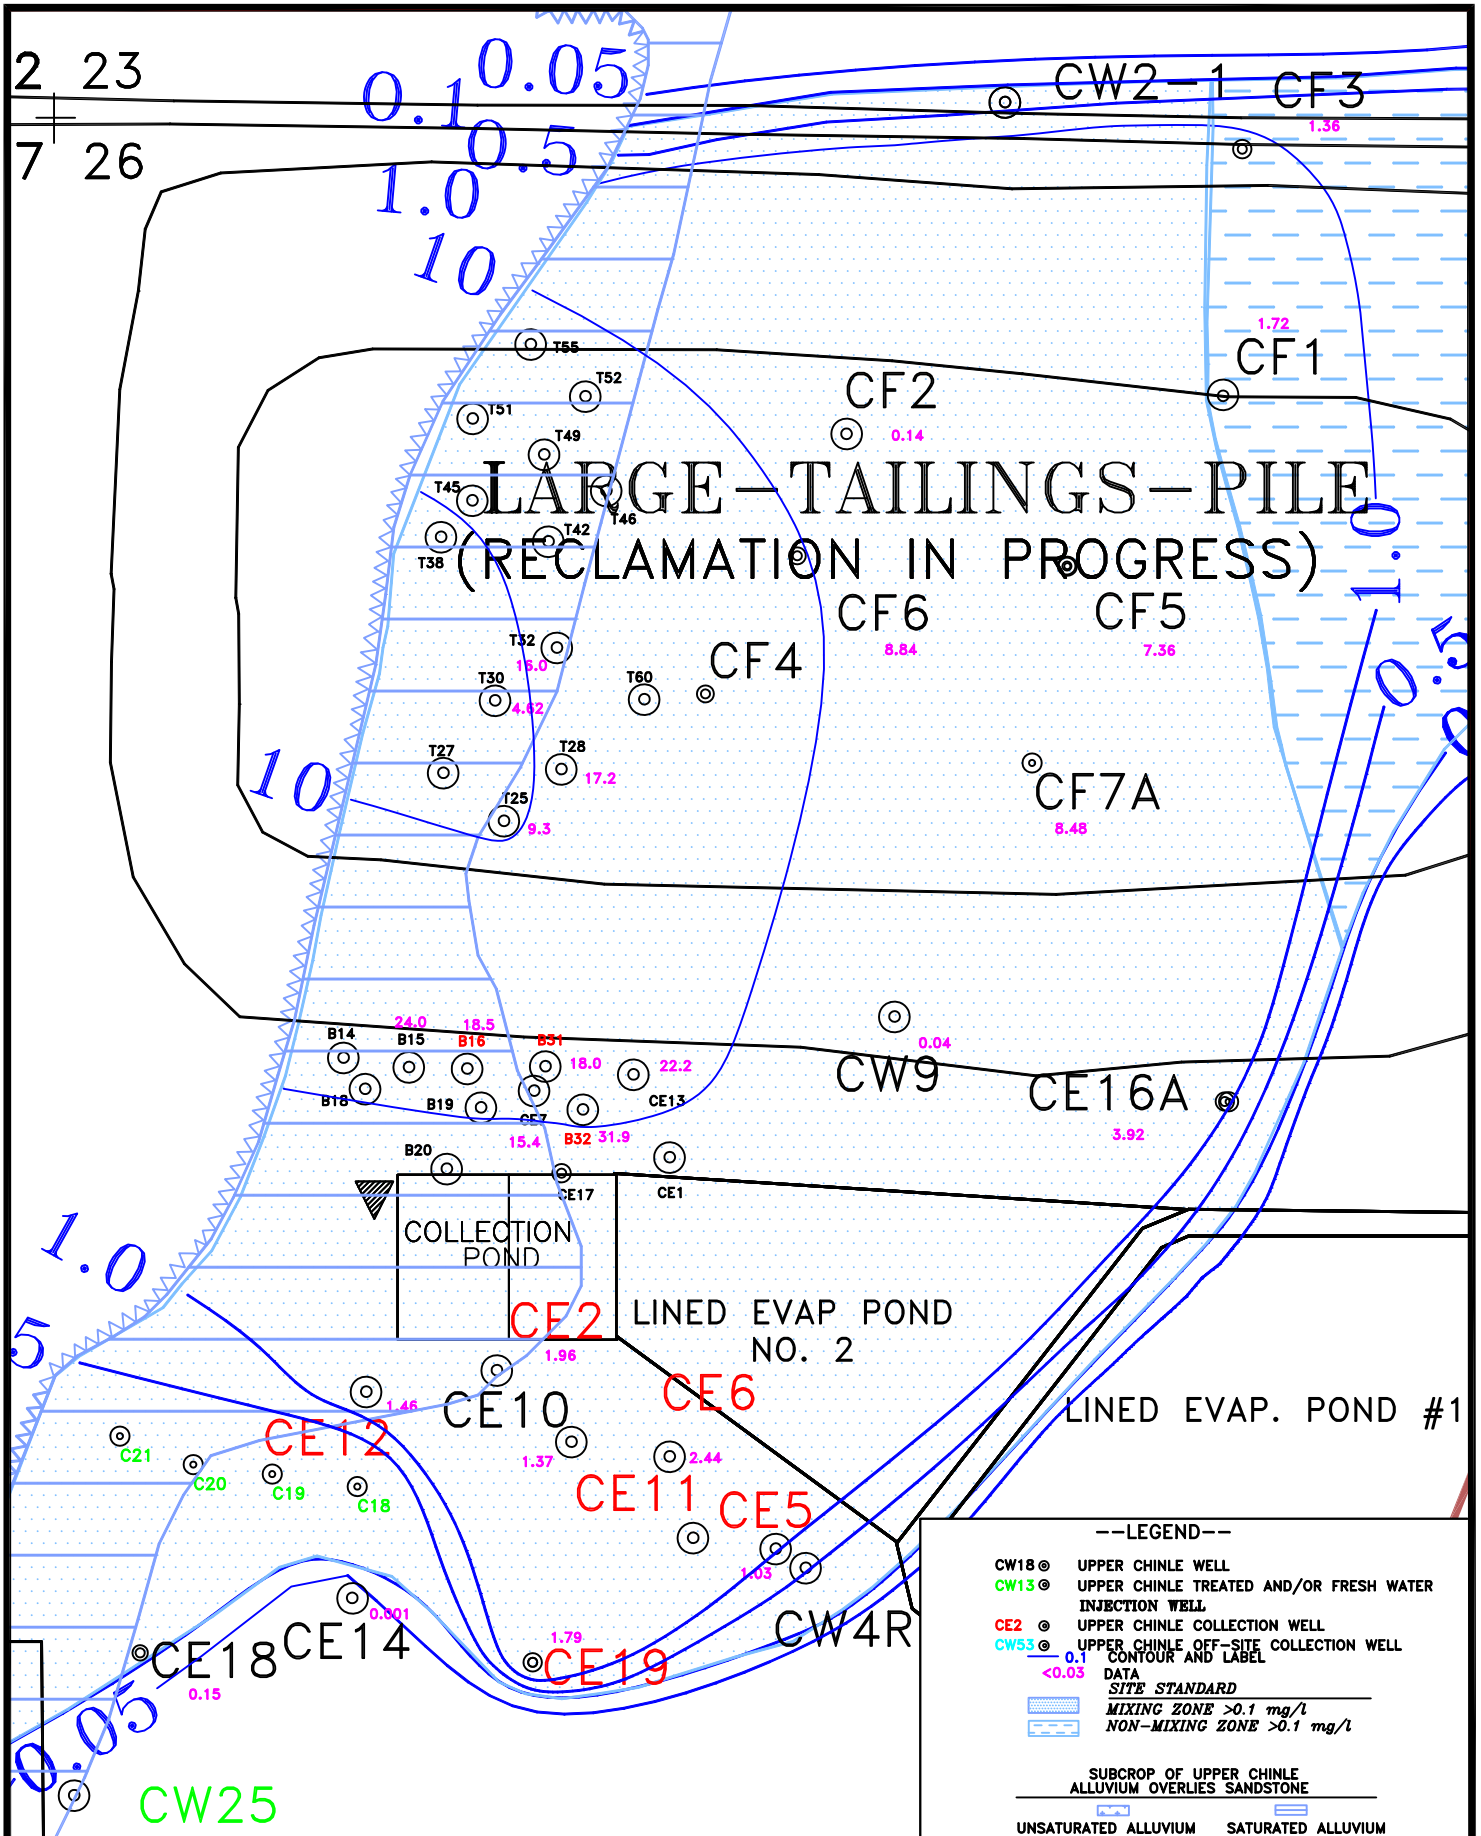 2 23
7 26
0.05
0.1
0.5
1.0
10
CW2-1
CF3
1.36
1.72
CF1
T55
T52
T51
CF2
0.14
T49
LARGE-TAILINGS-PILE
T45
T46
T42
T38
(RECLAMATION IN PROGRESS)
1.0
CF6
8.84
CF5
7.36
T32
16.0
CF4
0.5
T30
4.62
T60
0
T27
T28
17.2
10
CF7A
8.48
T25
9.3
24.0
18.5
B14
B15
B16
B31
18.0
22.2
0.04
CW9
CE16A
3.92
B18
B19
CE7
CE13
15.4
B32
31.9
B20
CE17
CE1
COLLECTION
POND
1.0
5
CE2
1.96
LINED EVAP POND
NO. 2
CE6
1.46
CE10
LINED EVAP. POND #1
CE12
1.37
2.44
C21
C20
C19
C18
CE11
CE5
1.03
0.001
CE14
CE18
0.15
1.79
CE19
CW4R
0.05
CW25
--LEGEND--
CW18 UPPER CHINLE WELL
CW13 UPPER CHINLE TREATED AND/OR FRESH WATER
INJECTION WELL
CE2 UPPER CHINLE COLLECTION WELL
CW53 UPPER CHINLE OFF-SITE COLLECTION WELL
0.1 CONTOUR AND LABEL
<0.03 DATA
SITE STANDARD
MIXING ZONE >0.1 mg/l
NON-MIXING ZONE >0.1 mg/l
SUBCROP OF UPPER CHINLE
ALLUVIUM OVERLIES SANDSTONE
UNSATURATED ALLUVIUM SATURATED ALLUVIUM